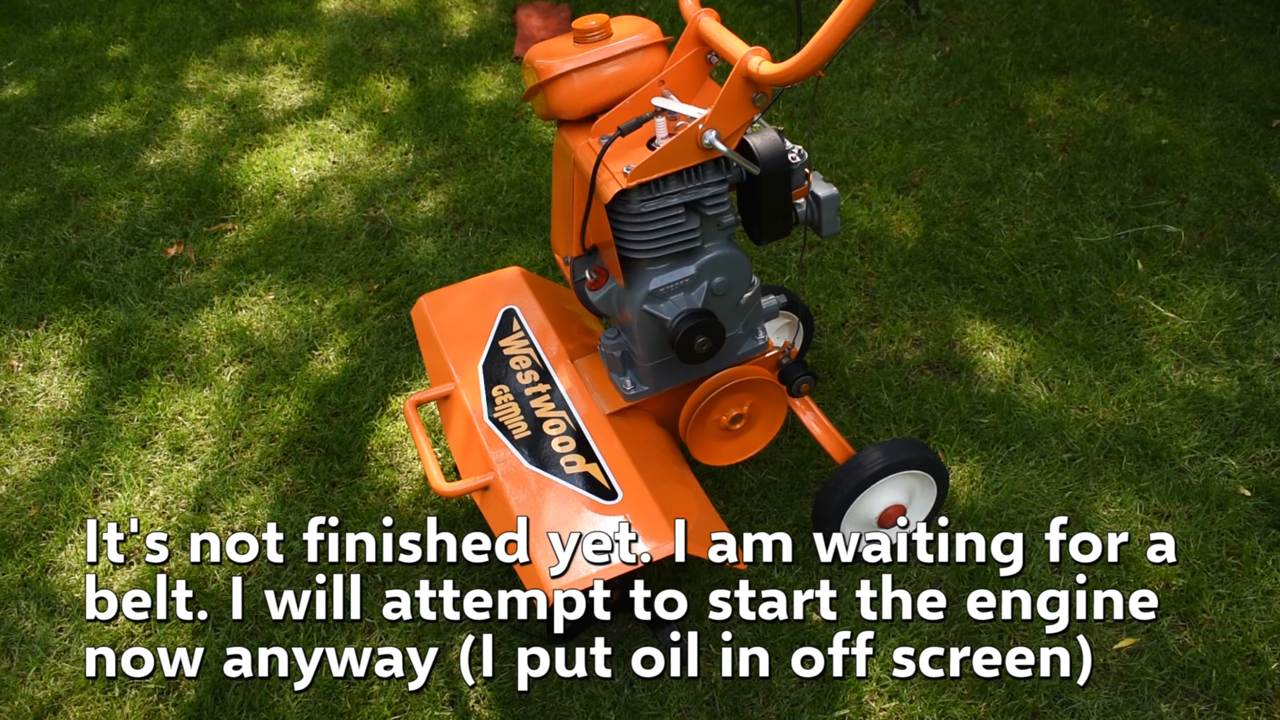 Westwood
GEMINI
It's not finished yet. I am waiting for a
belt. I will attempt to start the engine
now anyway (I put oil in off screen)